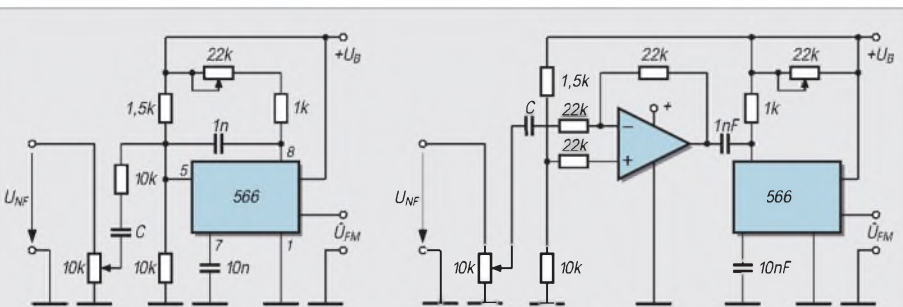 22k
+U_B
1,5k
1k
1n
8
5
10k
566
U_NF
C
Û_FM
7
1
10k
10k
10n
22k
22k
+U_B
1,5k
+
C
22k
1k
1nF
−
22k
+
566
U_NF
Û_FM
10k
10k
10nF